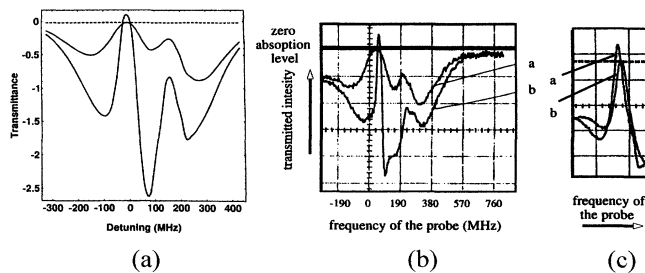 0
-0.5
-1
-1.5
-2
-2.5
Transmittance
-300 -200 -100 0 100 200 300 400
Detuning (MHz)
(a)
zero
absoption
level
transmitted intesity
a
b
-190 0 190 380 570 760
frequency of the probe (MHz)
(b)
a
b
frequency of
the probe
(c)